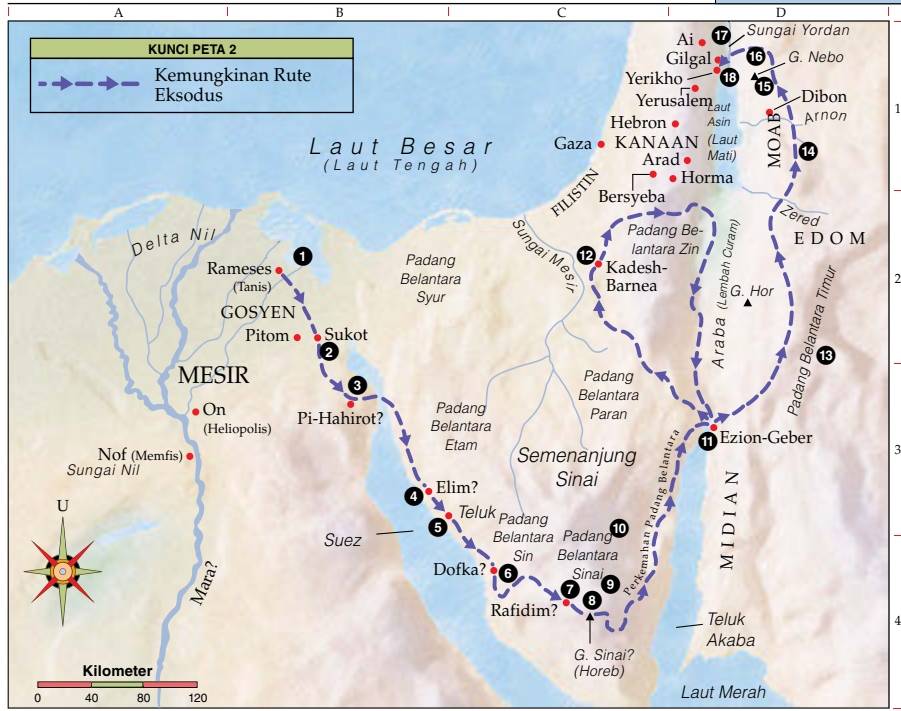 A
B
C
D
KUNCI PETA 2
Kemungkinan Rute
Eksodus
17
Sungai Yordan
Ai
Gilgal
16
G. Nebo
Yerikho
18
15
Yerusalem
Dibon
1
Laut
Asin
(Laut
Mati)
Arnon
MOAB
Hebron
KANAAN
Gaza
Laut Besar
(Laut Tengah)
14
Arad
Horma
Bersyeba
FILISTIN
Zered
EDOM
Sungai Mesir
Padang Be-
lantara Zin
Delta Nil
1
12
Kadesh-
Barnea
Rameses
(Tanis)
Padang
Belantara
Syur
2
G. Hor
Araba (Lembah Curam)
Padang Belantara Timur
GOSYEN
Pitom
Sukot
2
13
MESIR
3
Pi-Hahirot?
On
(Heliopolis)
Padang
Belantara
Paran
Padang
Belantara
Etam
11
Ezion-Geber
3
Nof (Memfis)
Sungai Nil
Semenanjung
Sinai
Perkemahan Padang Belantara
MIDIAN
4
Elim?
5
Teluk
Suez
U
Padang
Belantara
Sin
10
Padang
Belantara
Sinai
Mara?
Dofka?
6
7
8
9
Rafidim?
4
Teluk
Akaba
G. Sinai?
(Horeb)
Kilometer
0
40
80
120
Laut Merah